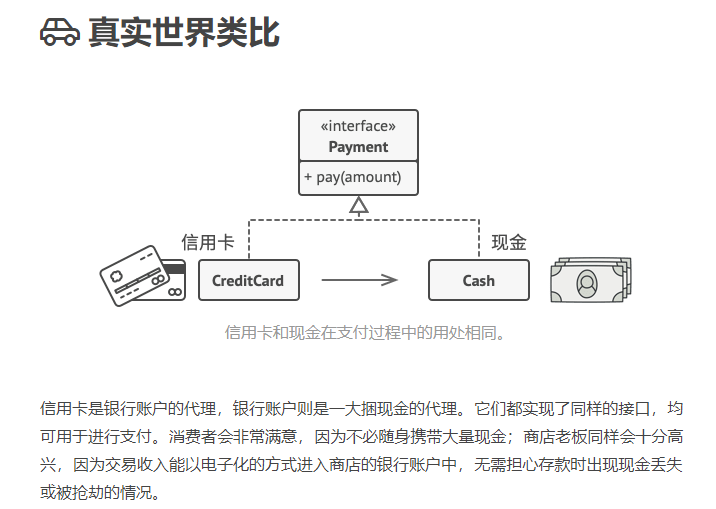 真实世界类比
«interface»
Payment
+ pay(amount)
信用卡
现金
CreditCard
Cash
信用卡和现金在支付过程中的用处相同。
信用卡是银行账户的代理，银行账户则是一大捆现金的代理。它们都实现了同样的接口，均
可用于进行支付。消费者会非常满意，因为不必随身携带大量现金；商店老板同样会十分高
兴，因为交易收入能以电子化的方式进入商店的银行账户中，无需担心存款时出现现金丢失
或被抢劫的情况。